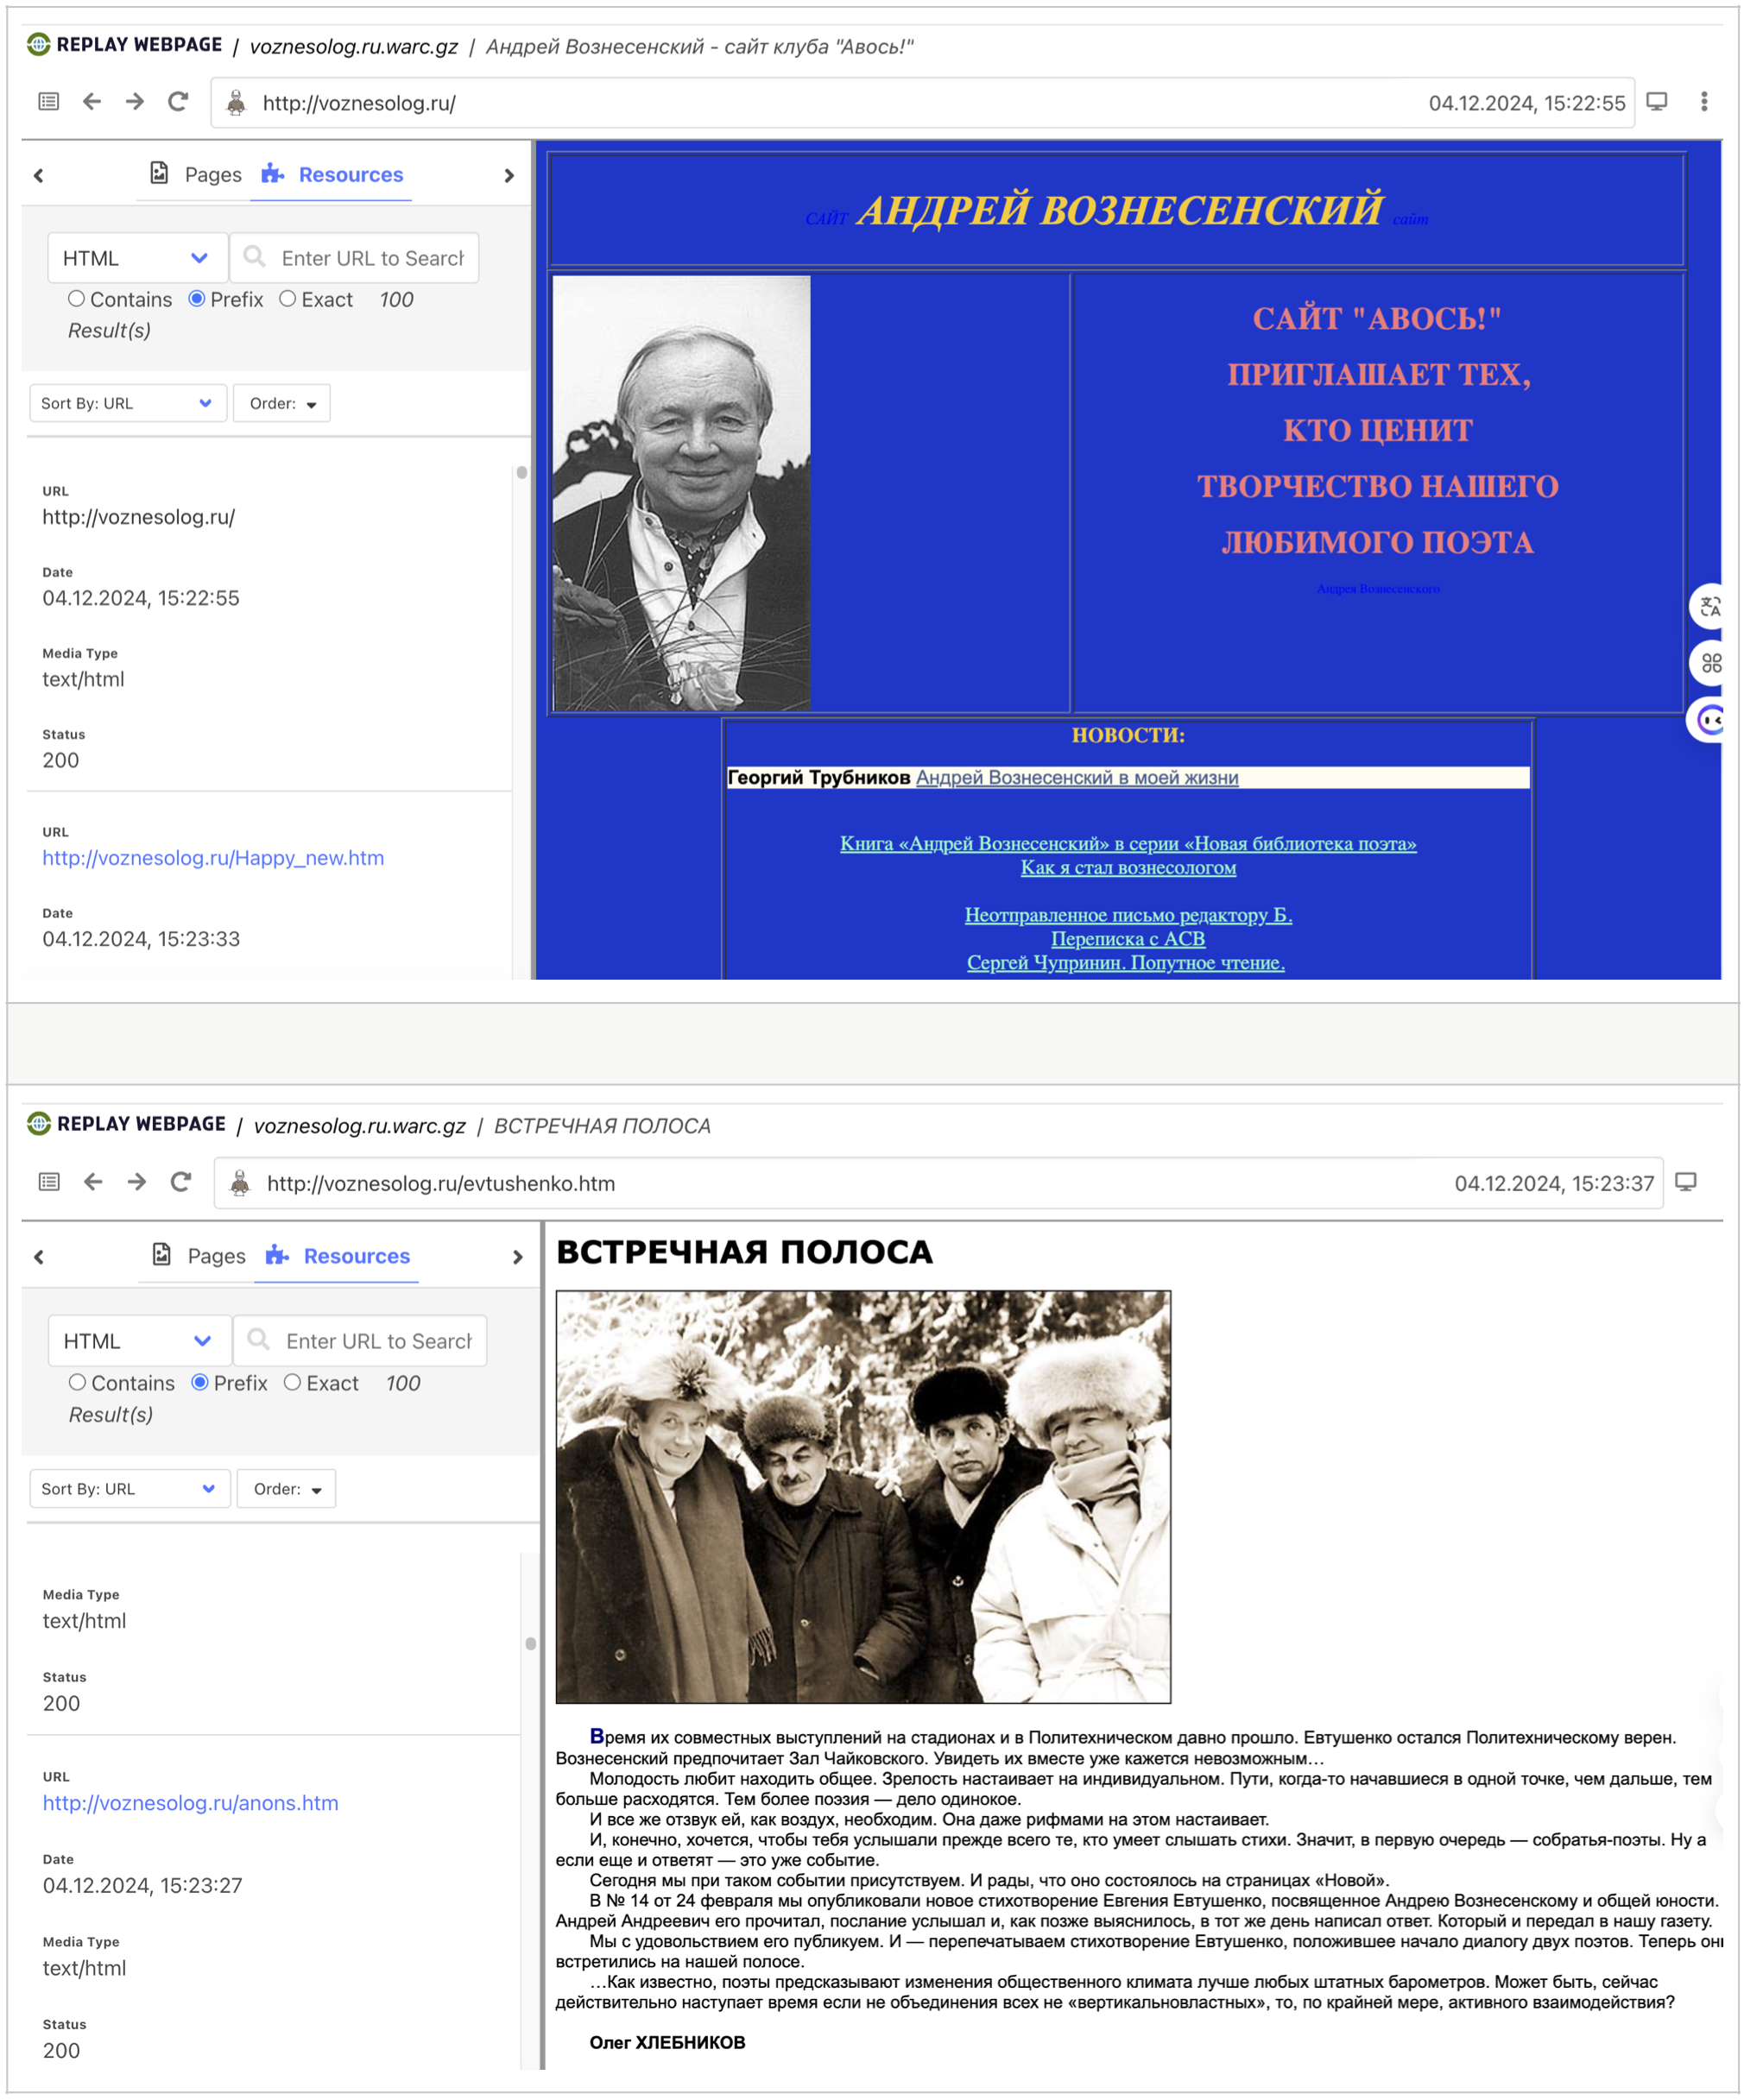 REPLAY WEBPAGE / voznesolog.ru.warc.gz / Андрей Вознесенский - сайт клуба "Авось!"
http://voznesolog.ru/ 04.12.2024, 15:22:55
Pages Resources
HTML Enter URL to Search
Contains Prefix Exact 100
Result(s)
Sort By: URL Order:
URL
http://voznesolog.ru/
Date
04.12.2024, 15:22:55
Media Type
text/html
Status
200
URL
http://voznesolog.ru/Happy_new.htm
Date
04.12.2024, 15:23:33
САЙТ АНДРЕЙ ВОЗНЕСЕНСКИЙ сайт
САЙТ "АВОСЬ!"
ПРИГЛАШАЕТ ТЕХ,
КТО ЦЕНИТ
ТВОРЧЕСТВО НАШЕГО
ЛЮБИМОГО ПОЭТА
Андрея Вознесенского
НОВОСТИ:
Георгий Трубников Андрей Вознесенский в моей жизни
Книга «Андрей Вознесенский» в серии «Новая библиотека поэта»
Как я стал вознесологом
Неотправленное письмо редактору Б.
Переписка с АСВ
Сергей Чупринин. Попутное чтение.
REPLAY WEBPAGE / voznesolog.ru.warc.gz / ВСТРЕЧНАЯ ПОЛОСА
http://voznesolog.ru/evtushenko.htm 04.12.2024, 15:23:37
Pages Resources
HTML Enter URL to Search
Contains Prefix Exact 100
Result(s)
Sort By: URL Order:
Media Type
text/html
Status
200
URL
http://voznesolog.ru/anons.htm
Date
04.12.2024, 15:23:27
Media Type
text/html
Status
200
ВСТРЕЧНАЯ ПОЛОСА
Время их совместных выступлений на стадионах и в Политехническом давно прошло. Евтушенко остался Политехническому верен.
Вознесенский предпочитает Зал Чайковского. Увидеть их вместе уже кажется невозможным…
Молодость любит находить общее. Зрелость настаивает на индивидуальном. Пути, когда-то начавшиеся в одной точке, чем дальше, тем
больше расходятся. Тем более поэзия — дело одинокое.
И все же отзвук ей, как воздух, необходим. Она даже рифмами на этом настаивает.
И, конечно, хочется, чтобы тебя услышали прежде всего те, кто умеет слышать стихи. Значит, в первую очередь — собратья-поэты. Ну а
если еще и ответят — это уже событие.
Сегодня мы при таком событии присутствуем. И рады, что оно состоялось на страницах «Новой».
В № 14 от 24 февраля мы опубликовали новое стихотворение Евгения Евтушенко, посвященное Андрею Вознесенскому и общей юности.
Андрей Андреевич его прочитал, послание услышал и, как позже выяснилось, в тот же день написал ответ. Который и передал в нашу газету.
Мы с удовольствием его публикуем. И — перепечатываем стихотворение Евтушенко, положившее начало диалогу двух поэтов. Теперь они
встретились на нашей полосе.
…Как известно, поэты предсказывают изменения общественного климата лучше любых штатных барометров. Может быть, сейчас
действительно наступает время если не объединения всех не «вертикальновластных», то, по крайней мере, активного взаимодействия?
Олег ХЛЕБНИКОВ